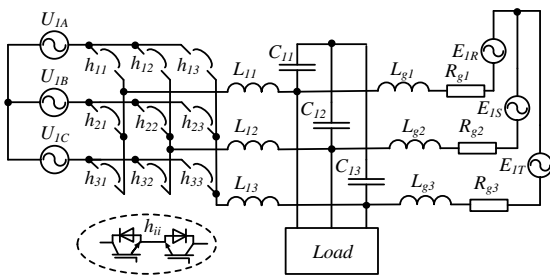 U1A
h11 h12 h13
C11
L11
Lg1
Rg1
E1R
U1B
h21 h22 h23
C12
L12
Lg2
Rg2
E1S
U1C
h31 h32 h33
C13
L13
Lg3
Rg3
E1T
hii
Load